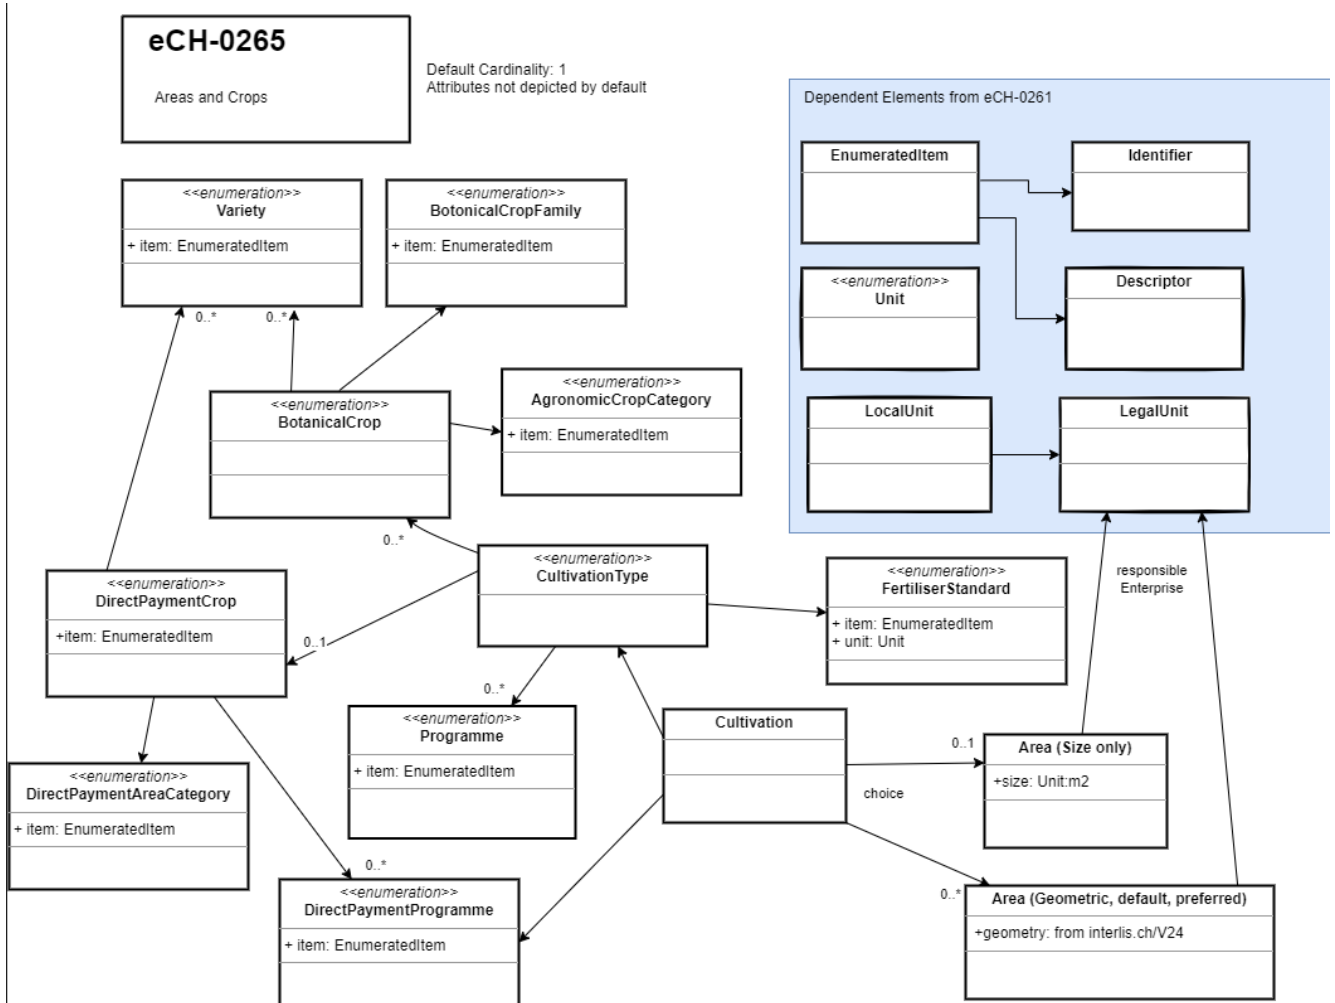 eCH-0265
Areas and Crops
Default Cardinality: 1
Attributes not depicted by default
Dependent Elements from eCH-0261
EnumeratedItem
Identifier
<<enumeration>>
Unit
Descriptor
LocalUnit
LegalUnit
<<enumeration>>
Variety
+ item: EnumeratedItem
<<enumeration>>
BotonicalCropFamily
+ item: EnumeratedItem
0..*
0..*
<<enumeration>>
BotanicalCrop
<<enumeration>>
AgronomicCropCategory
+ item: EnumeratedItem
0..*
<<enumeration>>
CultivationType
<<enumeration>>
FertiliserStandard
+ item: EnumeratedItem
+ unit: Unit
responsible
Enterprise
<<enumeration>>
DirectPaymentCrop
+item: EnumeratedItem
0..1
0..*
<<enumeration>>
Programme
+ item: EnumeratedItem
Cultivation
0..1
choice
Area (Size only)
+size: Unit:m2
<<enumeration>>
DirectPaymentAreaCategory
+ item: EnumeratedItem
0..*
<<enumeration>>
DirectPaymentProgramme
+ item: EnumeratedItem
0..*
Area (Geometric, default, preferred)
+geometry: from interlis.ch/V24